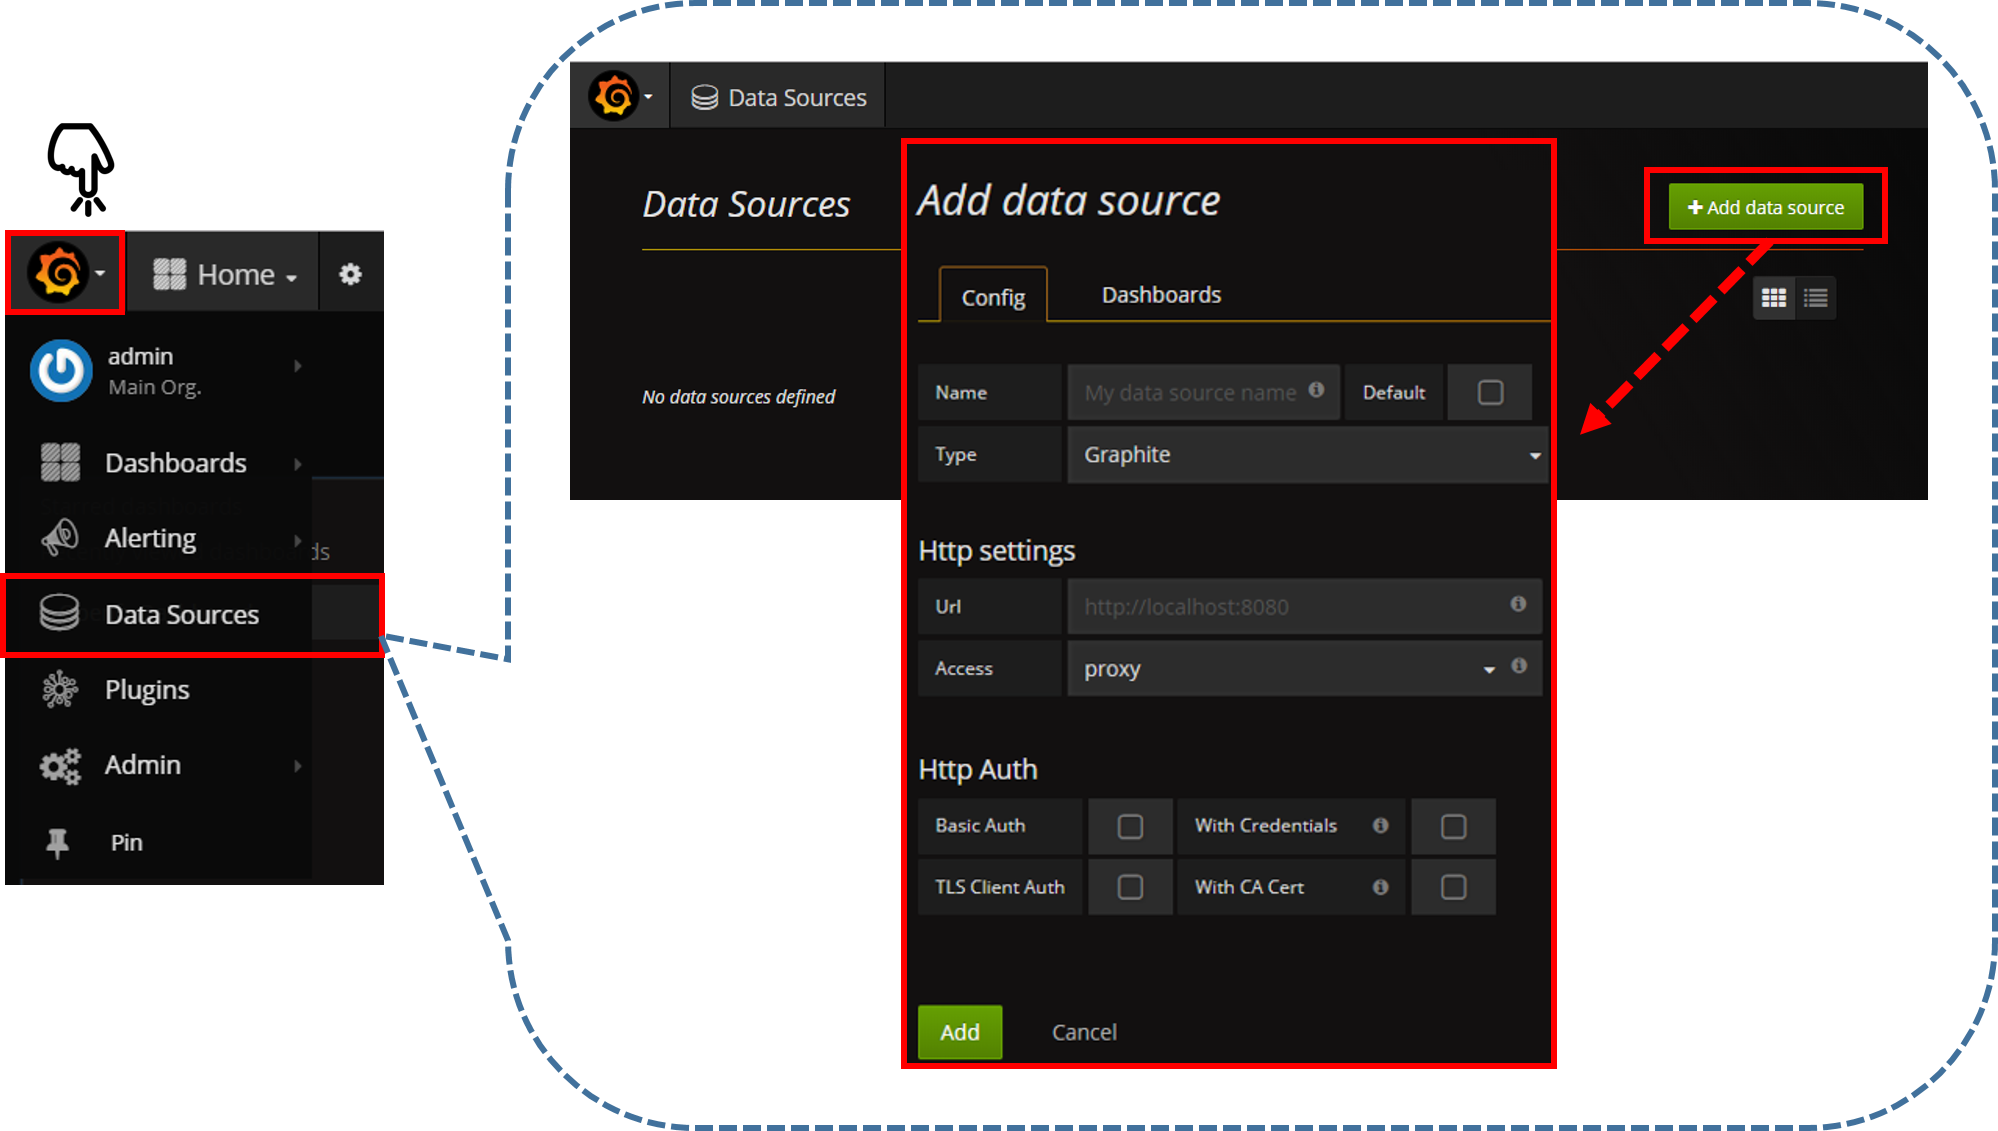 Home
admin
Main Org.
Dashboards
Alerting
ds
Data Sources
Plugins
Admin
Pin
Data Sources
Data Sources
+ Add data source
No data sources defined
Add data source
Config Dashboards
Name My data source name Default
Type Graphite
Http settings
Url http://localhost:8080
Access proxy
Http Auth
Basic Auth With Credentials
TLS Client Auth With CA Cert
Add Cancel